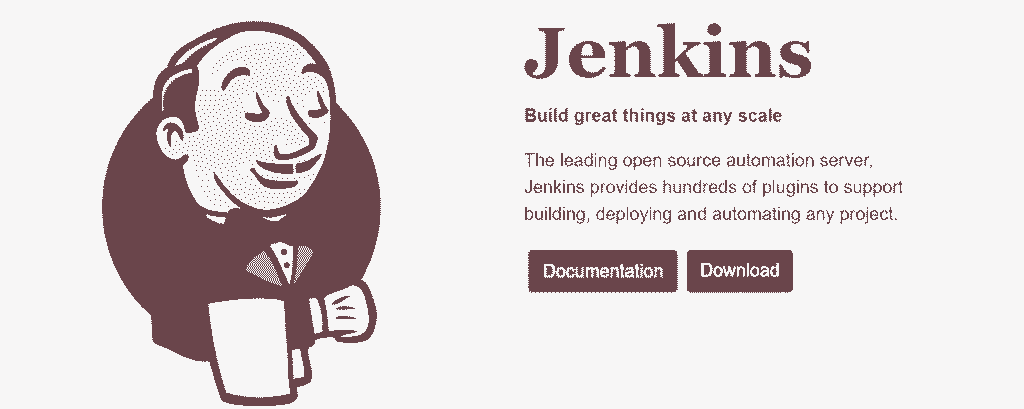 Jenkins
Build great things at any scale
The leading open source automation server,
Jenkins provides hundreds of plugins to support
building, deploying and automating any project.
Documentation Download